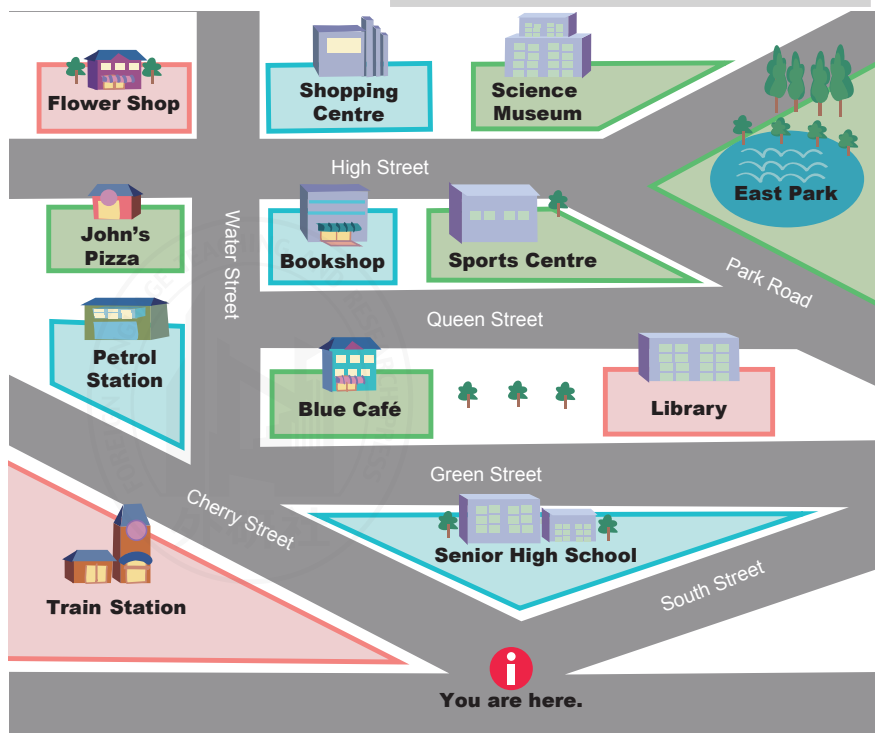 Flower Shop
Shopping
Centre
Science
Museum
High Street
East Park
John's
Pizza
Water Street
Bookshop
Sports Centre
Park Road
Queen Street
Petrol
Station
Blue Café
Library
Green Street
Cherry Street
Senior High School
South Street
Train Station
i
You are here.